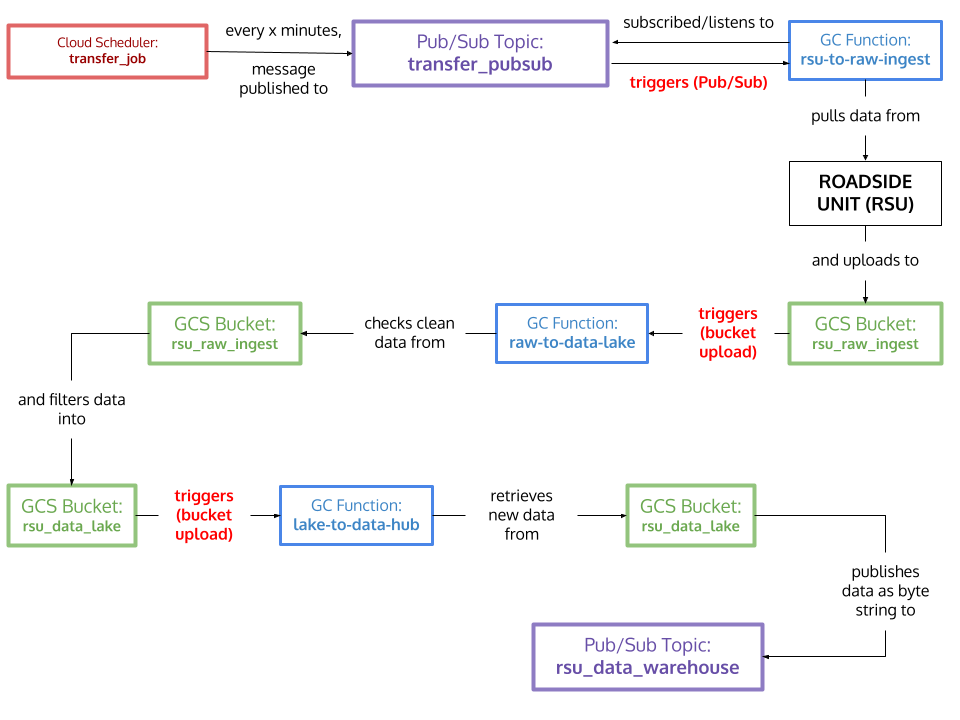 Cloud Scheduler:
transfer_job
every x minutes,
message
published to
Pub/Sub Topic:
transfer_pubsub
subscribed/listens to
triggers (Pub/Sub)
GC Function:
rsu-to-raw-ingest
pulls data from
ROADSIDE
UNIT (RSU)
and uploads to
GCS Bucket:
rsu_raw_ingest
triggers
(bucket
upload)
GC Function:
raw-to-data-lake
checks clean
data from
GCS Bucket:
rsu_raw_ingest
and filters data
into
GCS Bucket:
rsu_data_lake
triggers
(bucket
upload)
GC Function:
lake-to-data-hub
retrieves
new data
from
GCS Bucket:
rsu_data_lake
publishes
data as byte
string to
Pub/Sub Topic:
rsu_data_warehouse